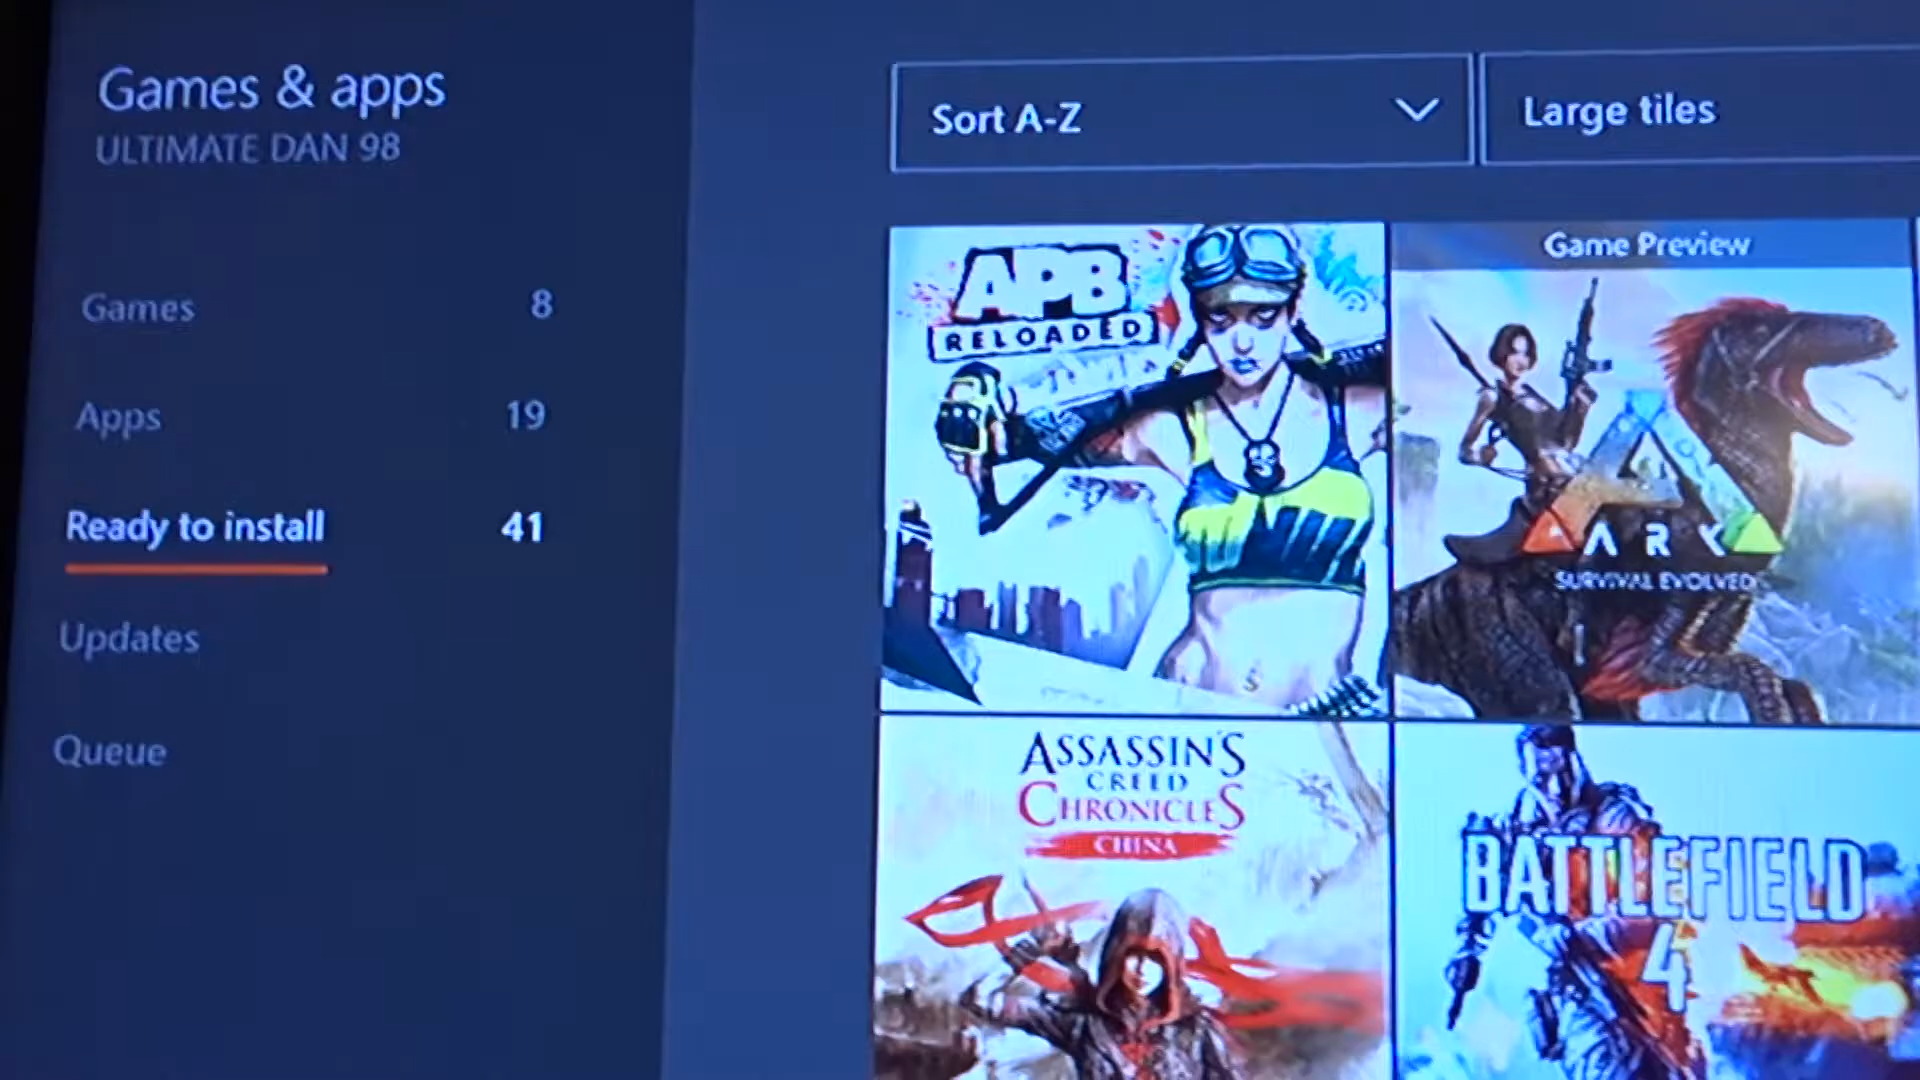 Games & apps
ULTIMATE DAN 98
Games 8
Apps 19
Ready to install 41
Updates
Queue
Sort A-Z
Large tiles
APB
RELOADED
Game Preview
ARK
SURVIVAL EVOLVED
ASSASSIN'S
CREED
CHRONICLES
CHINA
BATTLEFIELD
4